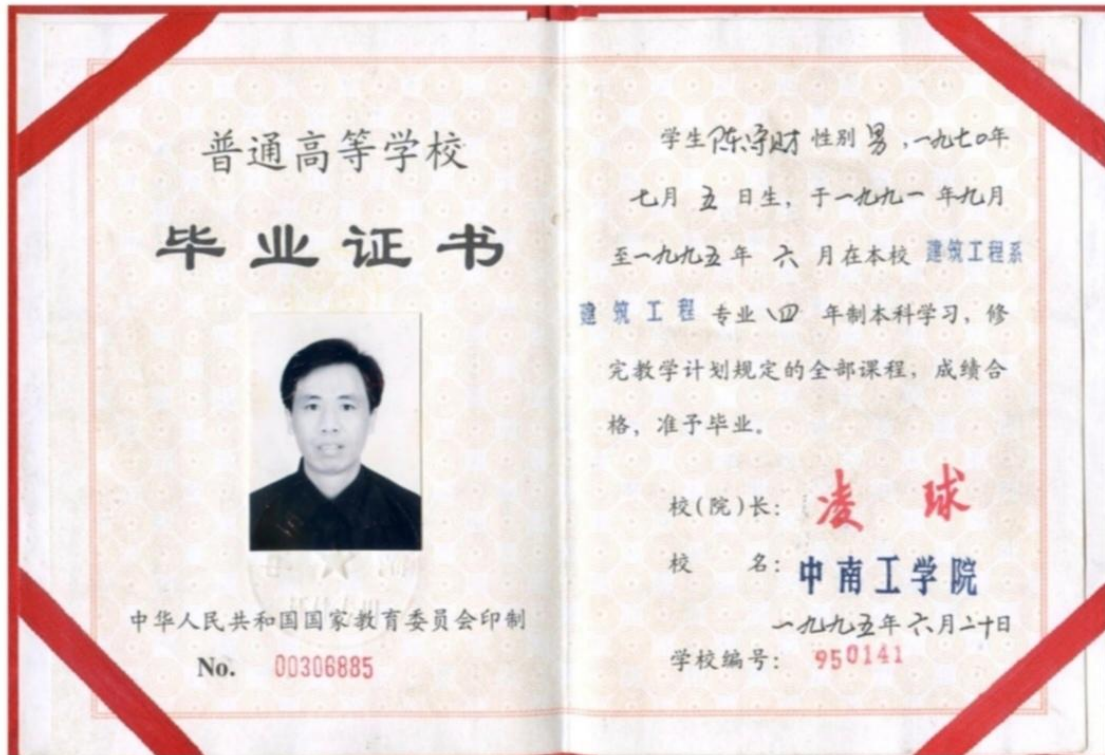 普通高等学校
毕业证书
中华人民共和国国家教育委员会印制
No. 00306885
学生陈守财性别男,一九七〇年
七月五日生,于一九九一年九月
至一九九五年六月在本校建筑工程系
建筑工程专业四年制本科学习,修
完教学计划规定的全部课程,成绩合
格,准予毕业。
校(院)长:凌球
校名:中南工学院
一九九五年六月二十日
学校编号:950141